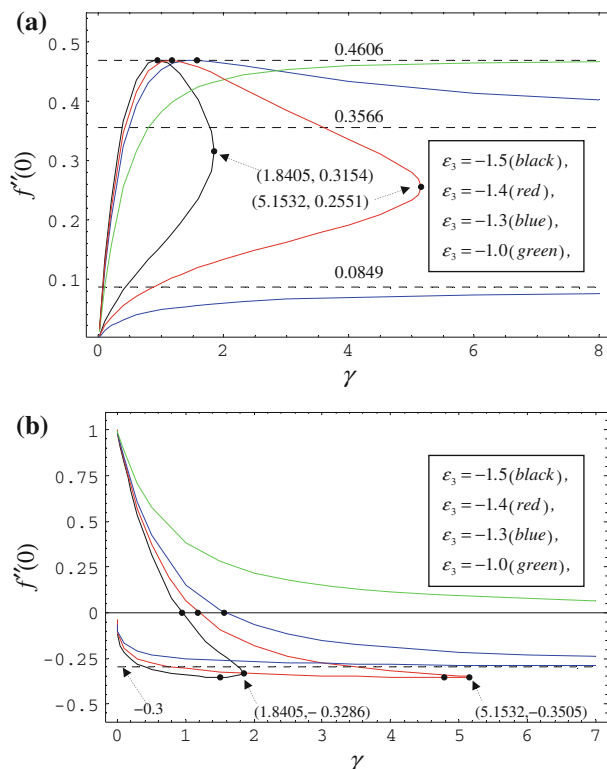 (a)
0.5
0.4
0.3
0.2
0.1
f''(0)
0.4606
0.3566
(1.8405, 0.3154)
(5.1532, 0.2551)
0.0849
ε₃ = −1.5(black),
ε₃ = −1.4(red),
ε₃ = −1.3(blue),
ε₃ = −1.0(green),
0 2 4 6 8
γ
(b)
1
0.75
0.5
0.25
0
-0.25
-0.5
f''(0)
ε₃ = −1.5(black),
ε₃ = −1.4(red),
ε₃ = −1.3(blue),
ε₃ = −1.0(green),
−0.3
(1.8405,− 0.3286)
(5.1532,−0.3505)
0 1 2 3 4 5 6 7
γ